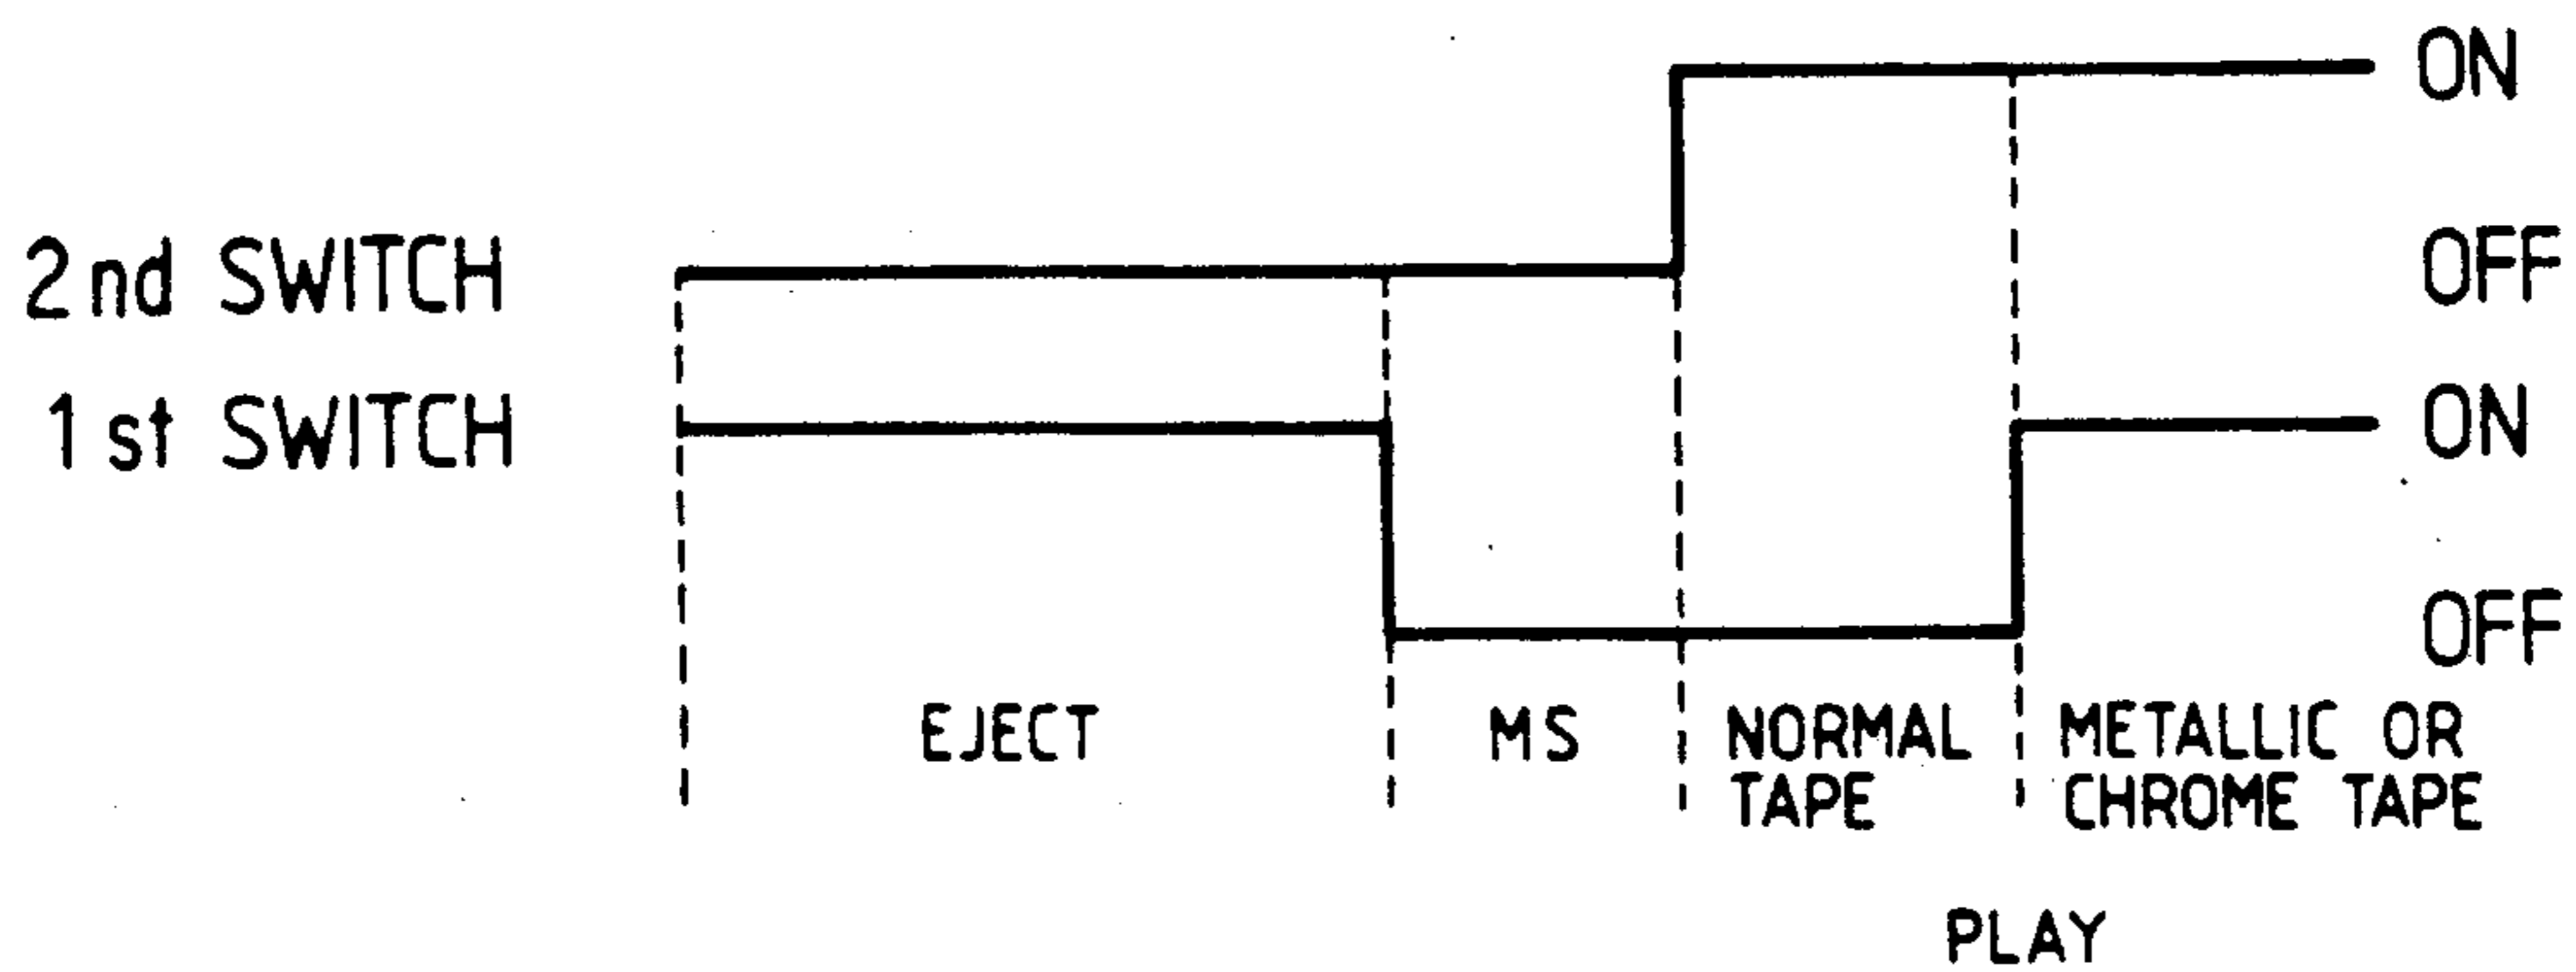 ON
2nd SWITCH OFF
1st SWITCH ON
OFF
EJECT MS NORMAL TAPE METALLIC OR CHROME TAPE
PLAY